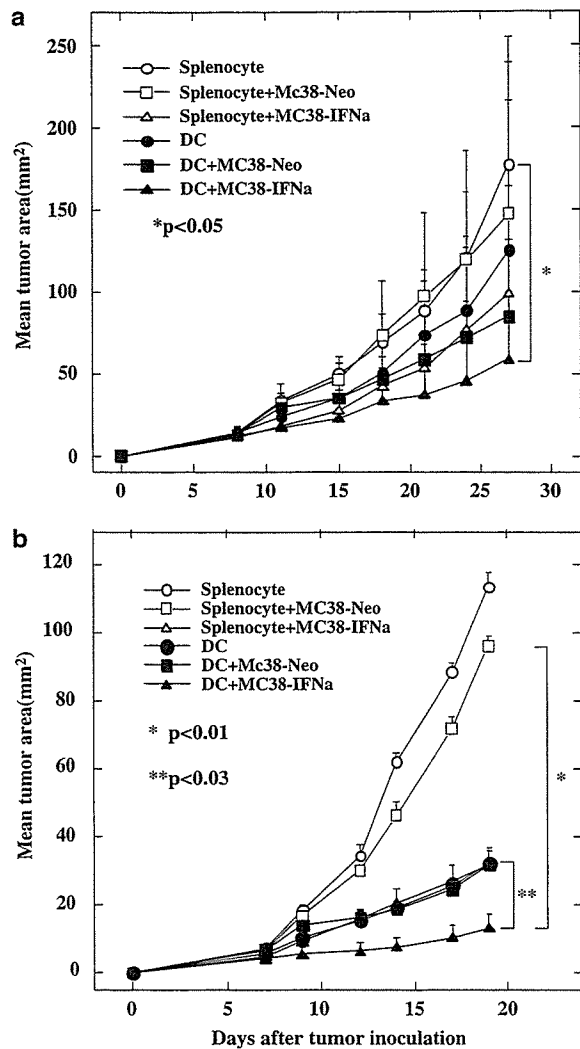 a
250
200
150
100
50
0
Mean tumor area(mm²)
Splenocyte
Splenocyte+Mc38-Neo
Splenocyte+MC38-IFNa
DC
DC+MC38-Neo
DC+MC38-IFNa
*p<0.05
*
0 5 10 15 20 25 30
b
120
100
80
60
40
20
0
Mean tumor area(mm²)
Splenocyte
Splenocyte+MC38-Neo
Splenocyte+MC38-IFNa
DC
DC+Mc38-Neo
DC+MC38-IFNa
* p<0.01
**p<0.03
*
**
0 5 10 15 20
Days after tumor inoculation